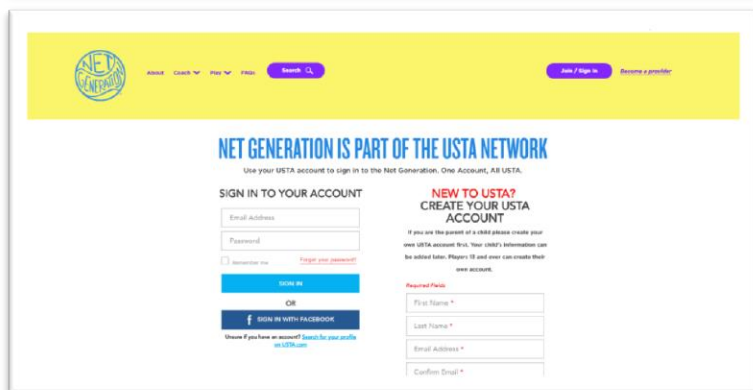 NET
GENERATION
About Coach Play FAQs Search Join / Sign in Become a provider
NET GENERATION IS PART OF THE USTA NETWORK
Use your USTA account to sign in to the Net Generation. One Account, All USTA.
SIGN IN TO YOUR ACCOUNT
Email Address
Password
Remember me Forgot your password?
SIGN IN
OR
f SIGN IN WITH FACEBOOK
Unsure if you have an account? Search for your profile
on USTA.com
NEW TO USTA?
CREATE YOUR USTA
ACCOUNT
If you are the parent of a child please create your
own USTA account first. Your child's information can
be added later. Players 13 and over can create their
own account.
Required Fields
First Name *
Last Name *
Email Address *
Confirm Email *